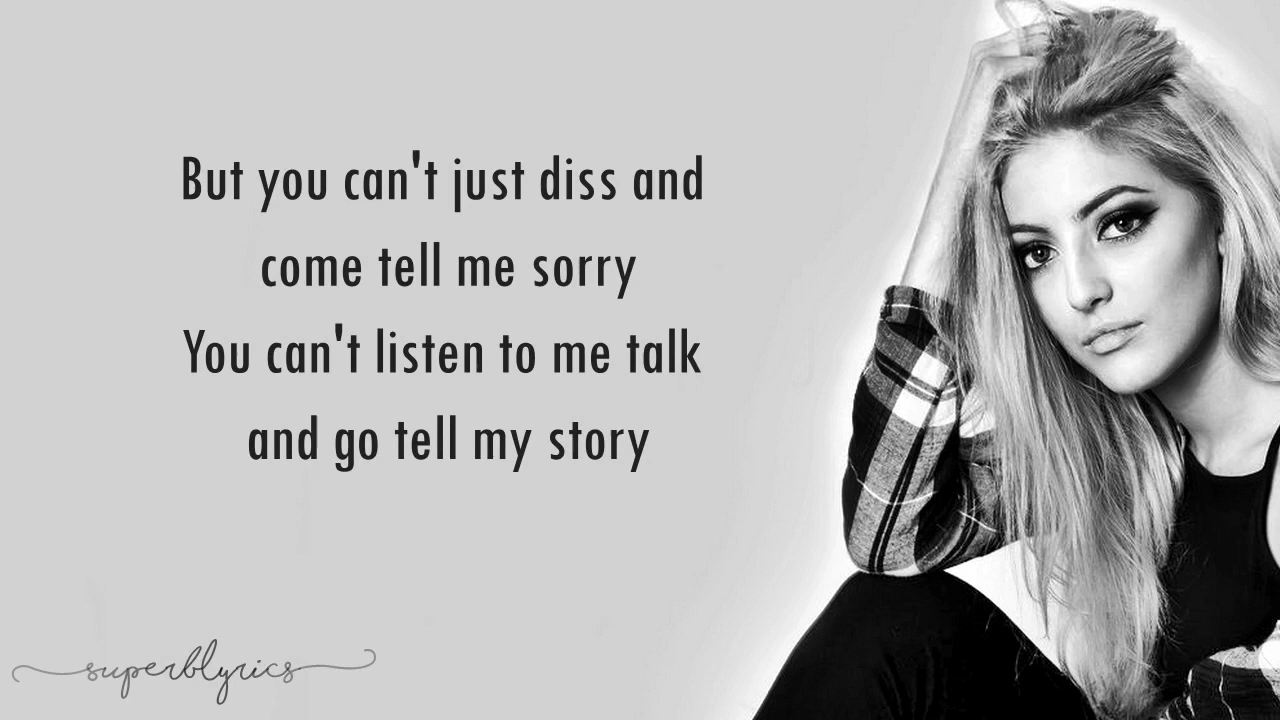 But you can't just diss and
come tell me sorry
You can't listen to me talk
and go tell my story
superblyrics